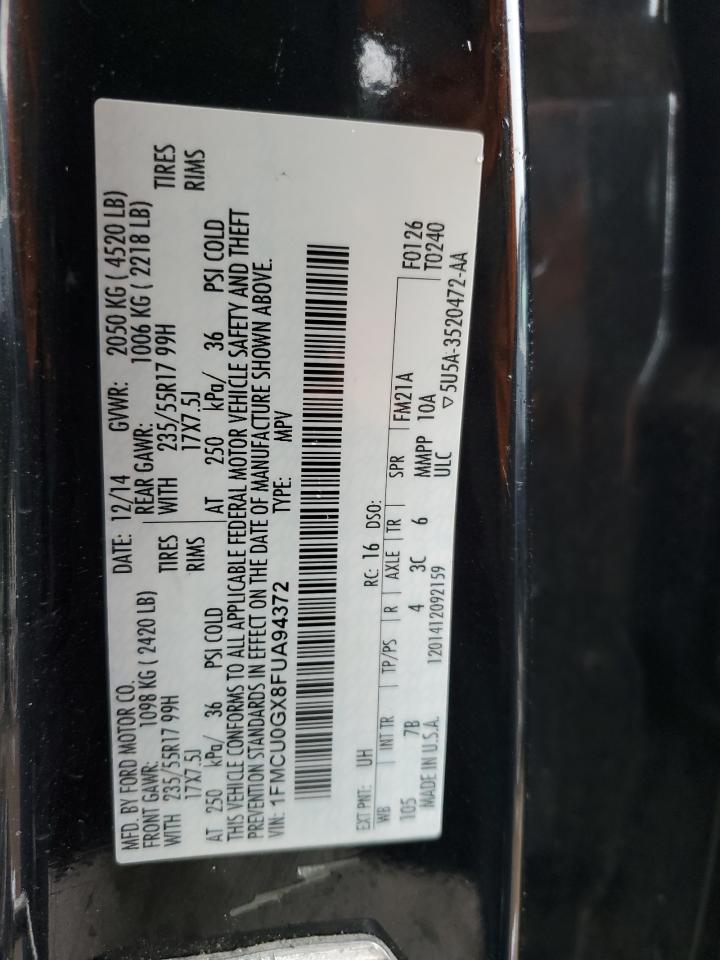 MFD. BY FORD MOTOR CO.
DATE: 12/14 GVWR: 2050 KG ( 4520 LB)
FRONT GAWR: 1098 KG ( 2420 LB) REAR GAWR: 1006 KG ( 2218 LB)
WITH 235/55R17 99H TIRES WITH 235/55R17 99H TIRES
17X7.5J RIMS 17X7.5J RIMS
AT 250 kPa/ 36 PSI COLD AT 250 kPa/ 36 PSI COLD
THIS VEHICLE CONFORMS TO ALL APPLICABLE FEDERAL MOTOR VEHICLE SAFETY AND THEFT
PREVENTION STANDARDS IN EFFECT ON THE DATE OF MANUFACTURE SHOWN ABOVE.
VIN: 1FMCU0GX8FUA94372 TYPE: MPV
EXT PNT: UH RC: 16 DSO: F0126
WB INT TR TP/PS R AXLE TR SPR FM21A T0240
105 7B 4 3C 6 MMPP 10A
MADE IN U.S.A. 1201412092159 ULC ▽5U5A-3520472-AA